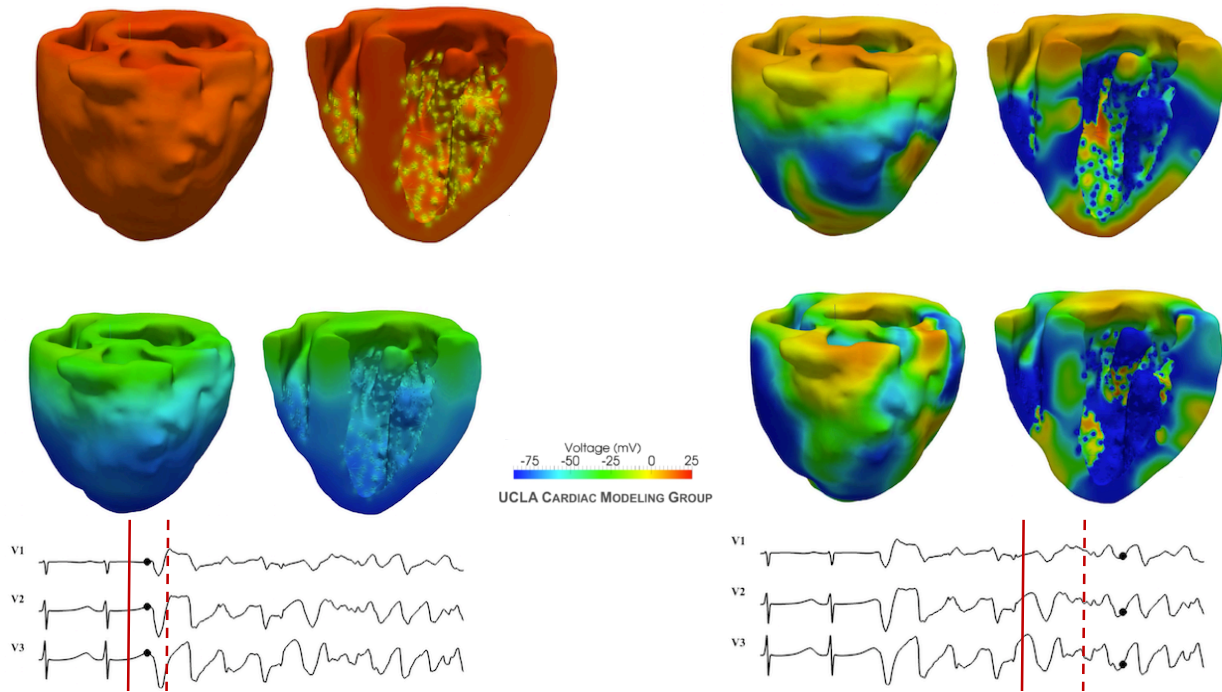 Voltage (mV)
-75 -50 -25 0 25
UCLA CARDIAC MODELING GROUP
V1
V2
V3
V1
V2
V3